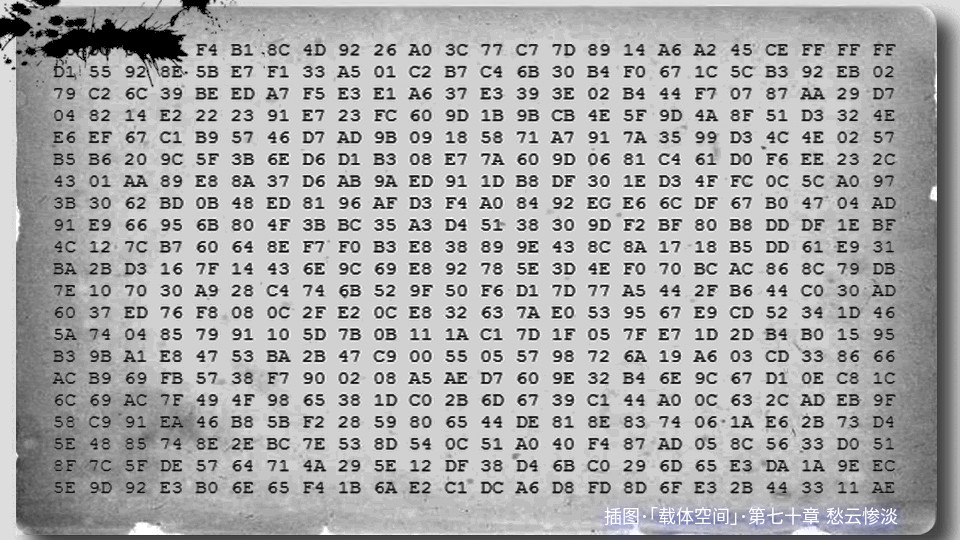 F4 B1 8C 4D 92 26 A0 3C 77 C7 7D 89 14 A6 A2 45 CE FF FF FF
D1 55 92 8E 5B E7 F1 33 A5 01 C2 B7 C4 6B 30 B4 F0 67 1C 5C B3 92 EB 02
79 C2 6C 39 BE ED A7 F5 E3 E1 A6 37 E3 39 3E 02 B4 44 F7 07 87 AA 29 D7
04 82 14 E2 22 23 91 E7 23 FC 60 9D 1B 9B CB 4E 5F 9D 4A 8F 51 D3 32 4E
E6 EF 67 C1 B9 57 46 D7 AD 9B 09 18 58 71 A7 91 7A 35 99 D3 4C 4E 02 57
B5 B6 20 9C 5F 3B 6E D6 D1 B3 08 E7 7A 60 9D 06 81 C4 61 D0 F6 EE 23 2C
43 01 AA 89 E8 8A 37 D6 AB 9A ED 91 1D B8 DF 30 1E D3 4F FC 0C 5C A0 97
3B 30 62 BD 0B 48 ED 81 96 AF D3 F4 A0 84 92 EG E6 6C DF 67 B0 47 04 AD
91 E9 66 95 6B 80 4F 3B BC 35 A3 D4 51 38 30 9D F2 BF 80 B8 DD DF 1E BF
4C 12 7C B7 60 64 8E F7 F0 B3 E8 38 89 9E 43 8C 8A 17 18 B5 DD 61 E9 31
BA 2B D3 16 7F 14 43 6E 9C 69 E8 92 78 5E 3D 4E F0 70 BC AC 86 8C 79 DB
7E 10 70 30 A9 28 C4 74 6B 52 9F 50 F6 D1 7D 77 A5 44 2F B6 44 C0 30 AD
60 37 ED 76 F8 08 0C 2F E2 0C E8 32 63 7A E0 53 95 67 E9 CD 52 34 1D 46
5A 74 04 85 79 91 10 5D 7B 0B 11 1A C1 7D 1F 05 7F E7 1D 2D B4 B0 15 95
B3 9B A1 E8 47 53 BA 2B 47 C9 00 55 05 57 98 72 6A 19 A6 03 CD 33 86 66
AC B9 69 FB 57 38 F7 90 02 08 A5 AE D7 60 9E 32 B4 6E 9C 67 D1 0E C8 1C
6C 69 AC 7F 49 4F 98 65 38 1D C0 2B 6D 67 39 C1 44 A0 0C 63 2C AD EB 9F
58 C9 91 EA 46 B8 5B F2 28 59 80 65 44 DE 81 8E 83 74 06 1A E6 2B 73 D4
5E 48 85 74 8E 2E BC 7E 53 8D 54 0C 51 A0 40 F4 87 AD 05 8C 56 33 D0 51
8F 7C 5F DE 57 64 71 4A 29 5E 12 DF 38 D4 6B C0 29 6D 65 E3 DA 1A 9E EC
5E 9D 92 E3 B0 6E 65 F4 1B 6A E2 C1 DC A6 D8 FD 8D 6F E3 2B 44 33 11 AE
插图·「载体空间」·第七十章 愁云惨淡